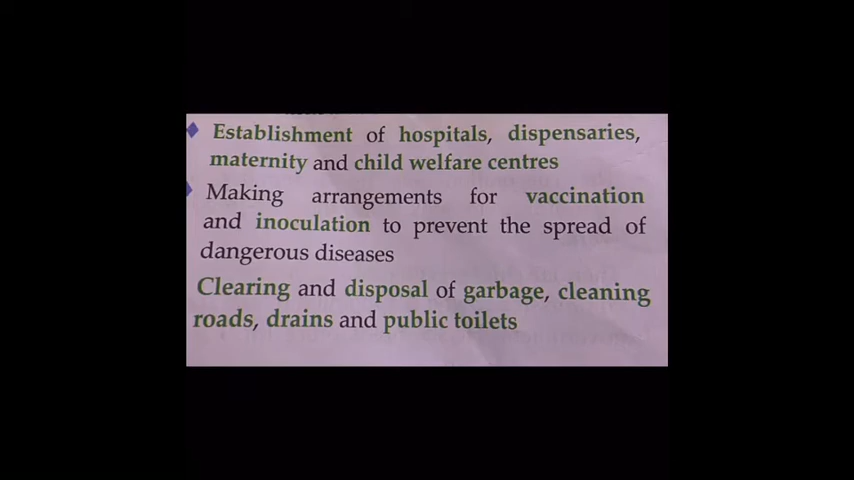 Establishment of hospitals, dispensaries,
maternity and child welfare centres
Making arrangements for vaccination
and inoculation to prevent the spread of
dangerous diseases
Clearing and disposal of garbage, cleaning
roads, drains and public toilets